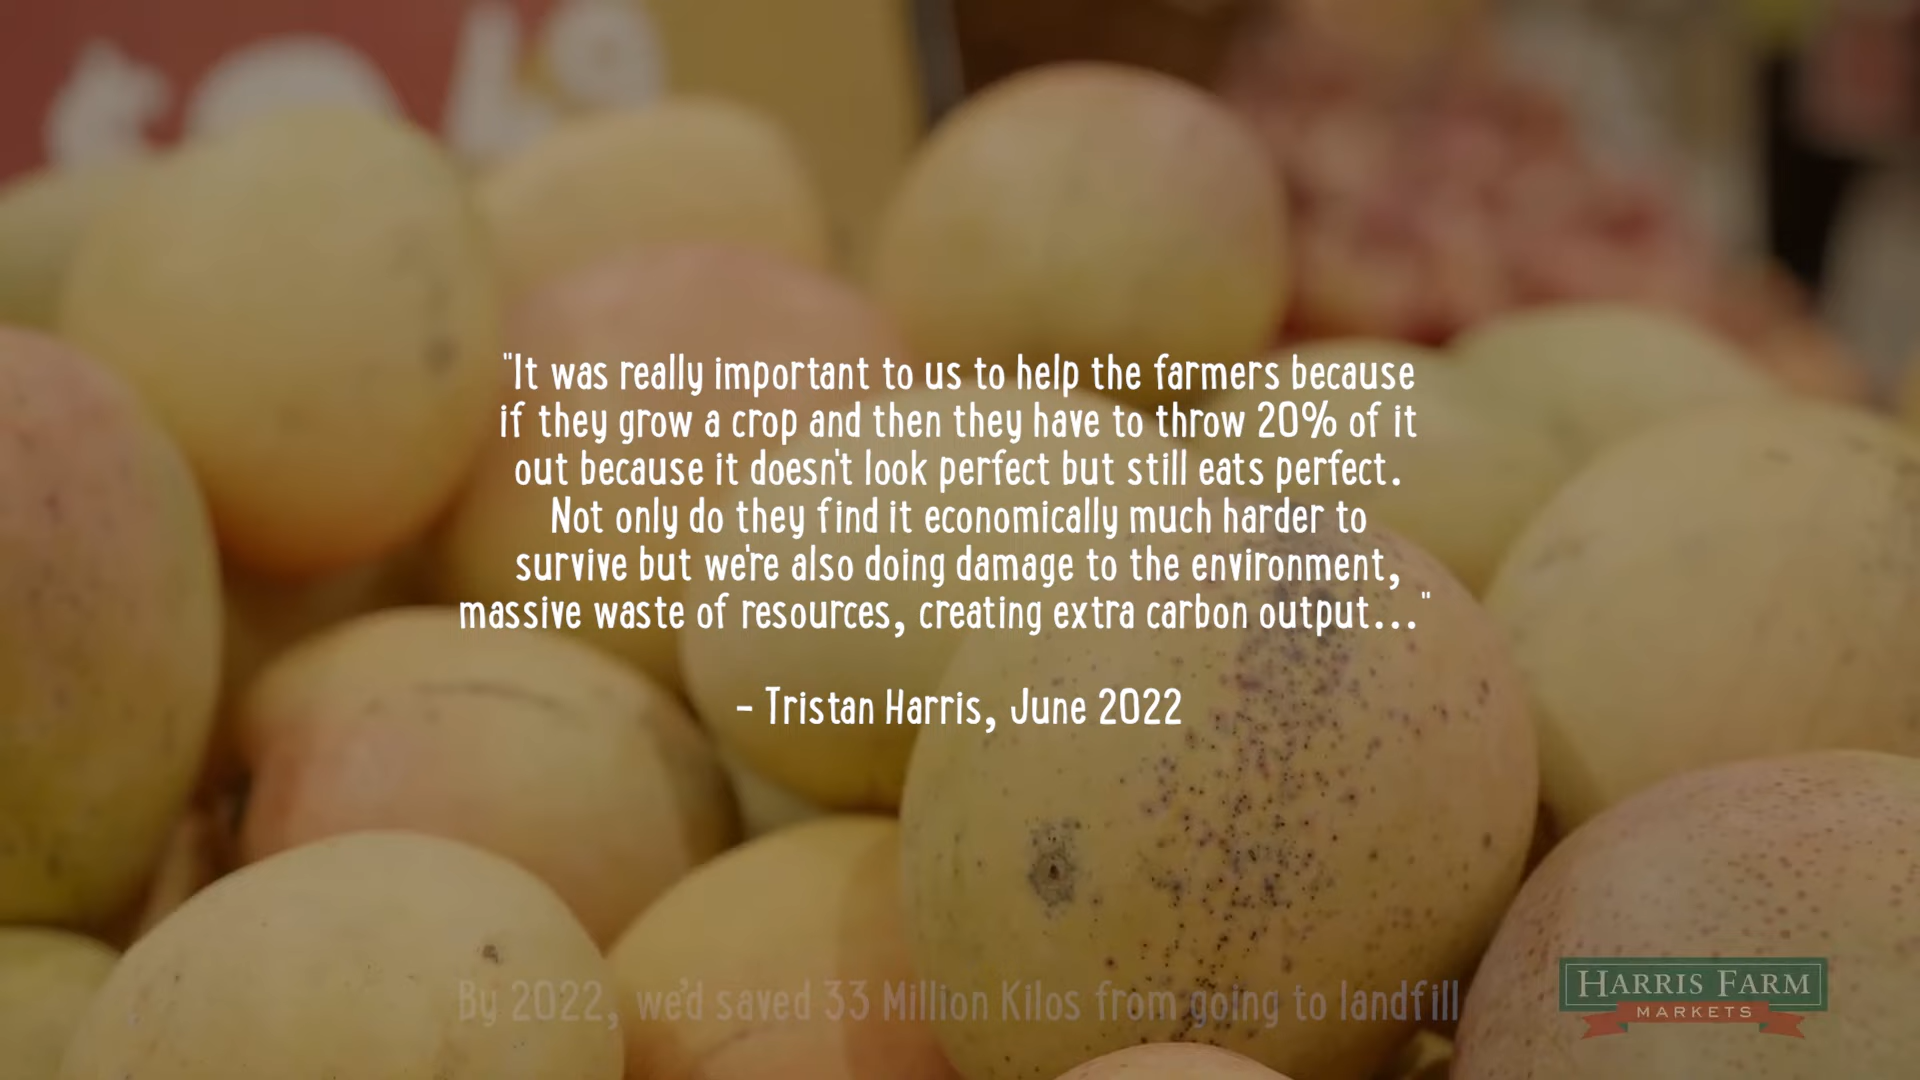 "It was really important to us to help the farmers because
if they grow a crop and then they have to throw 20% of it
out because it doesn't look perfect but still eats perfect.
Not only do they find it economically much harder to
survive but we're also doing damage to the environment,
massive waste of resources, creating extra carbon output..."
- Tristan Harris, June 2022
By 2022, we'd saved 33 Million Kilos from going to landfill
HARRIS FARM
MARKETS